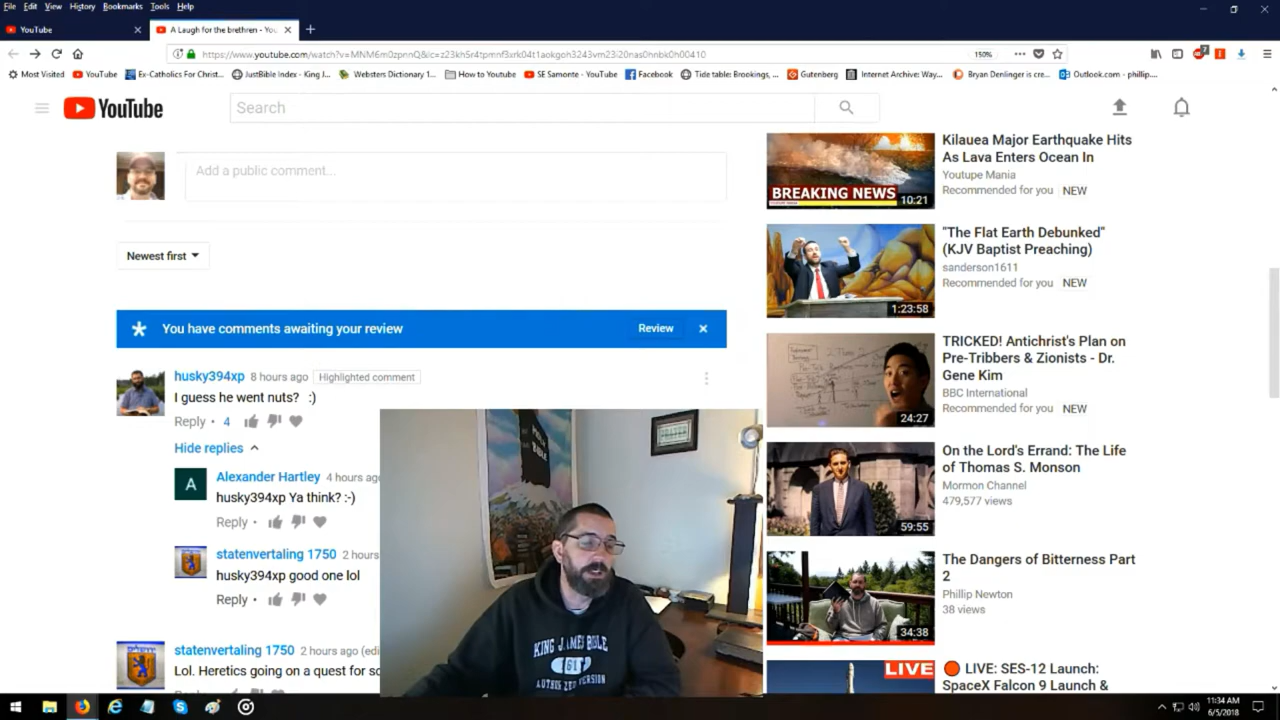 File Edit View History Bookmarks Tools Help
YouTube
A Laugh for the brethren - You
150%
Most Visited
YouTube
Ex-Catholics For Christ...
JustBible Index - King J...
Websters Dictionary 1...
How to Youtube
SE Samonte - YouTube
Facebook
Tide table: Brookings, ...
Gutenberg
Internet Archive: Way...
Bryan Denlinger is cre...
Outlook.com - phillip....
YouTube
Search
Add a public comment...
Newest first
You have comments awaiting your review
Review
husky394xp 8 hours ago Highlighted comment
I guess he went nuts? :)
Reply • 4
Hide replies
A
Alexander Hartley 4 hours ago
husky394xp Ya think? :-)
Reply •
statenvertaling 1750 2 hours
husky394xp good one lol
Reply •
statenvertaling 1750 2 hours ago (edi
Lol. Heretics going on a quest for so
KING JAMES BIBLE
1611
AUTHORIZED VERSION
BREAKING NEWS
10:21
Kilauea Major Earthquake Hits
As Lava Enters Ocean In
Youtupe Mania
Recommended for you NEW
1:23:58
"The Flat Earth Debunked"
(KJV Baptist Preaching)
sanderson1611
Recommended for you NEW
24:27
TRICKED! Antichrist's Plan on
Pre-Tribbers & Zionists - Dr.
Gene Kim
BBC International
Recommended for you NEW
59:55
On the Lord's Errand: The Life
of Thomas S. Monson
Mormon Channel
479,577 views
34:38
The Dangers of Bitterness Part
2
Phillip Newton
38 views
LIVE
LIVE: SES-12 Launch:
SpaceX Falcon 9 Launch &
11:34 AM
6/5/2018